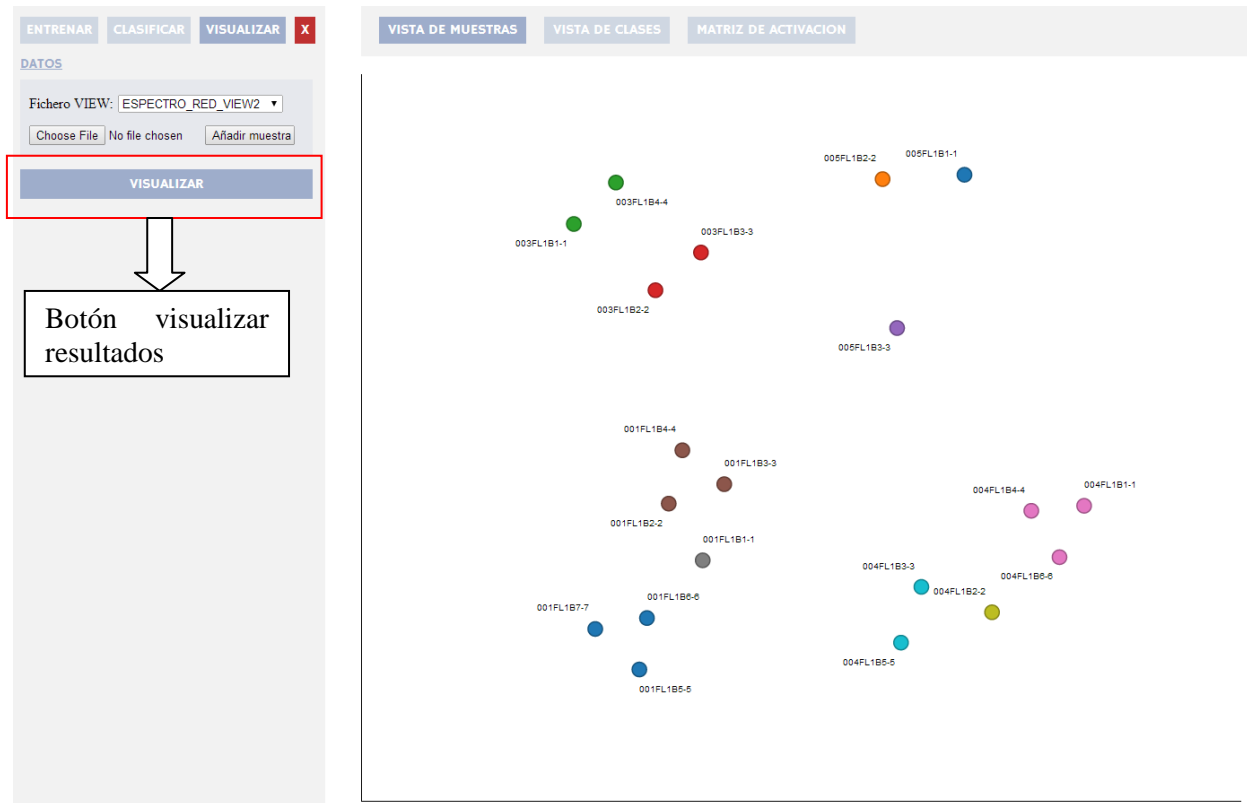 ENTRENAR CLASIFICAR VISUALIZAR X
DATOS
Fichero VIEW: ESPECTRO_RED_VIEW2
Choose File No file chosen Añadir muestra
VISUALIZAR
Botón visualizar
resultados
VISTA DE MUESTRAS VISTA DE CLASES MATRIZ DE ACTIVACION
005FL1B2-2 005FL1B1-1
003FL1B4-4
003FL1B1-1
003FL1B3-3
003FL1B2-2
005FL1B3-3
001FL1B4-4
001FL1B3-3
001FL1B2-2
001FL1B1-1
004FL1B4-4
004FL1B1-1
004FL1B3-3
004FL1B6-6
004FL1B2-2
001FL1B7-7
001FL1B6-6
004FL1B5-5
001FL1B5-5